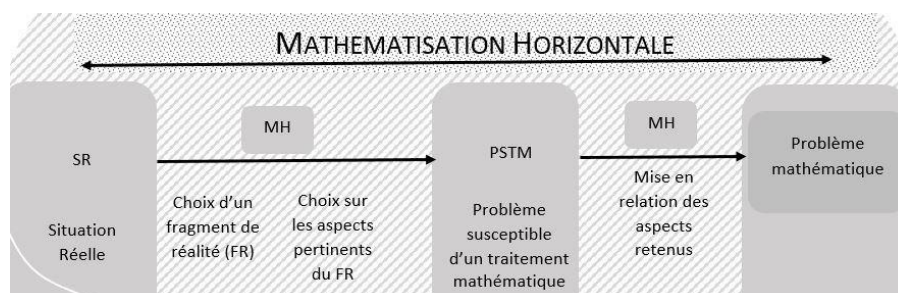 MATHEMATISATION HORIZONTALE
SR
Situation
Réelle
MH
Choix d'un
fragment de
réalité (FR)
Choix sur
les aspects
pertinents
du FR
PSTM
Problème
susceptible
d'un traitement
mathématique
MH
Mise en
relation des
aspects
retenus
Problème
mathématique